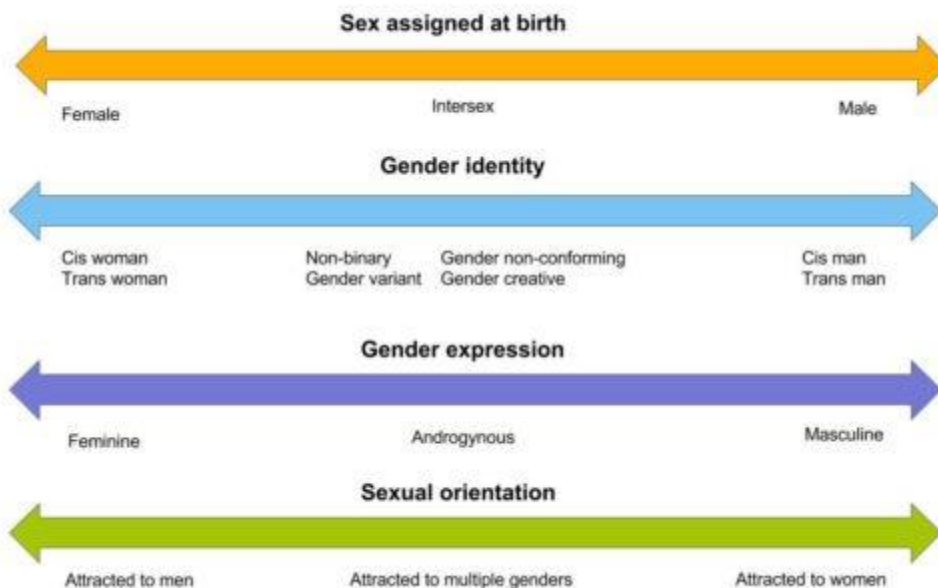 Sex assigned at birth
Female Intersex Male
Gender identity
Cis woman Non-binary Gender non-conforming Cis man
Trans woman Gender variant Gender creative Trans man
Gender expression
Feminine Androgynous Masculine
Sexual orientation
Attracted to men Attracted to multiple genders Attracted to women